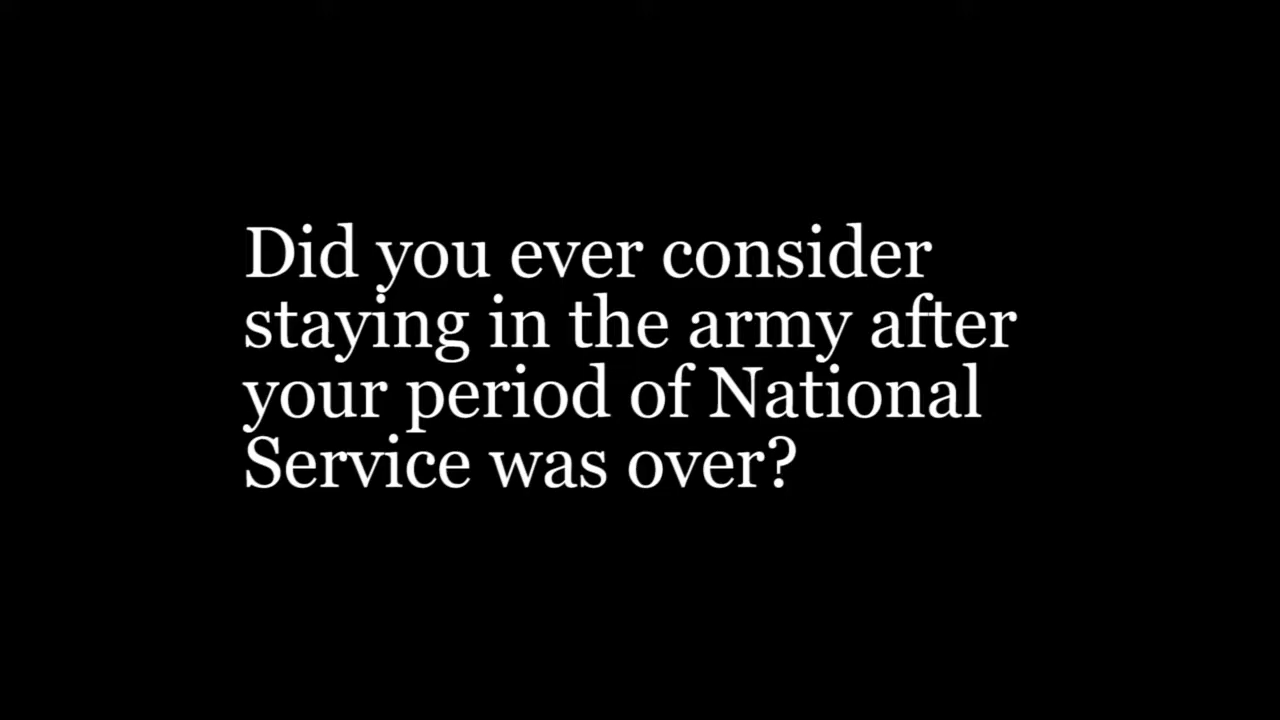 Did you ever consider
staying in the army after
your period of National
Service was over?